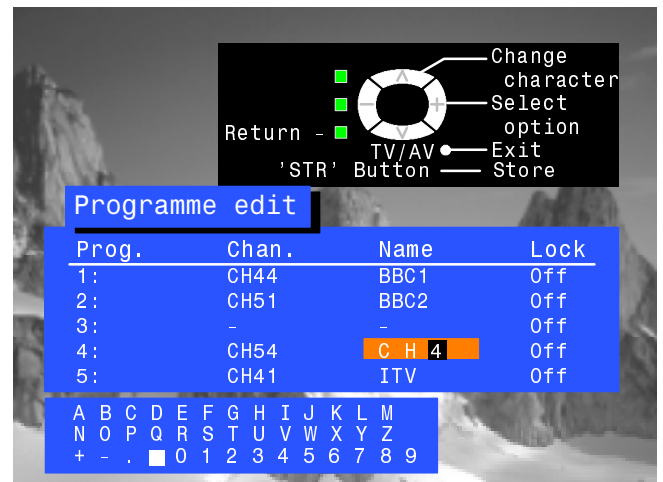 Change
character
Select
option
Return -
TV/AV Exit
'STR' Button Store
Programme edit
Prog. Chan. Name Lock
1: CH44 BBC1 Off
2: CH51 BBC2 Off
3: - - Off
4: CH54 C H 4 Off
5: CH41 ITV Off
A B C D E F G H I J K L M
N O P Q R S T U V W X Y Z
+ - . 0 1 2 3 4 5 6 7 8 9